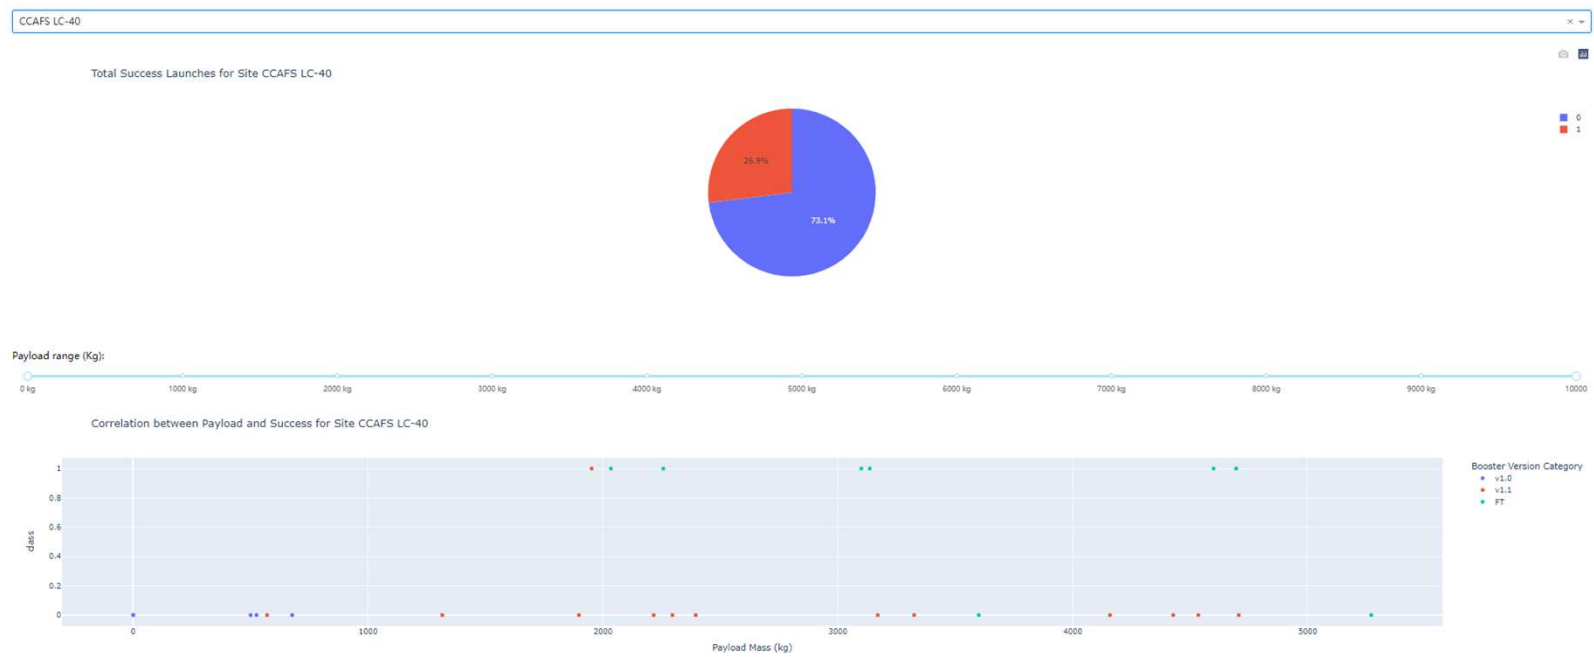 CCAFS LC-40
Total Success Launches for Site CCAFS LC-40
0
1
26.9%
73.1%
Payload range (Kg):
0 kg 1000 kg 2000 kg 3000 kg 4000 kg 5000 kg 6000 kg 7000 kg 8000 kg 9000 kg 10000
Correlation between Payload and Success for Site CCAFS LC-40
Booster Version Category
v1.0
v1.1
FT
1
0.8
0.6
0.4
0.2
0
class
0 1000 2000 3000 4000 5000
Payload Mass (kg)